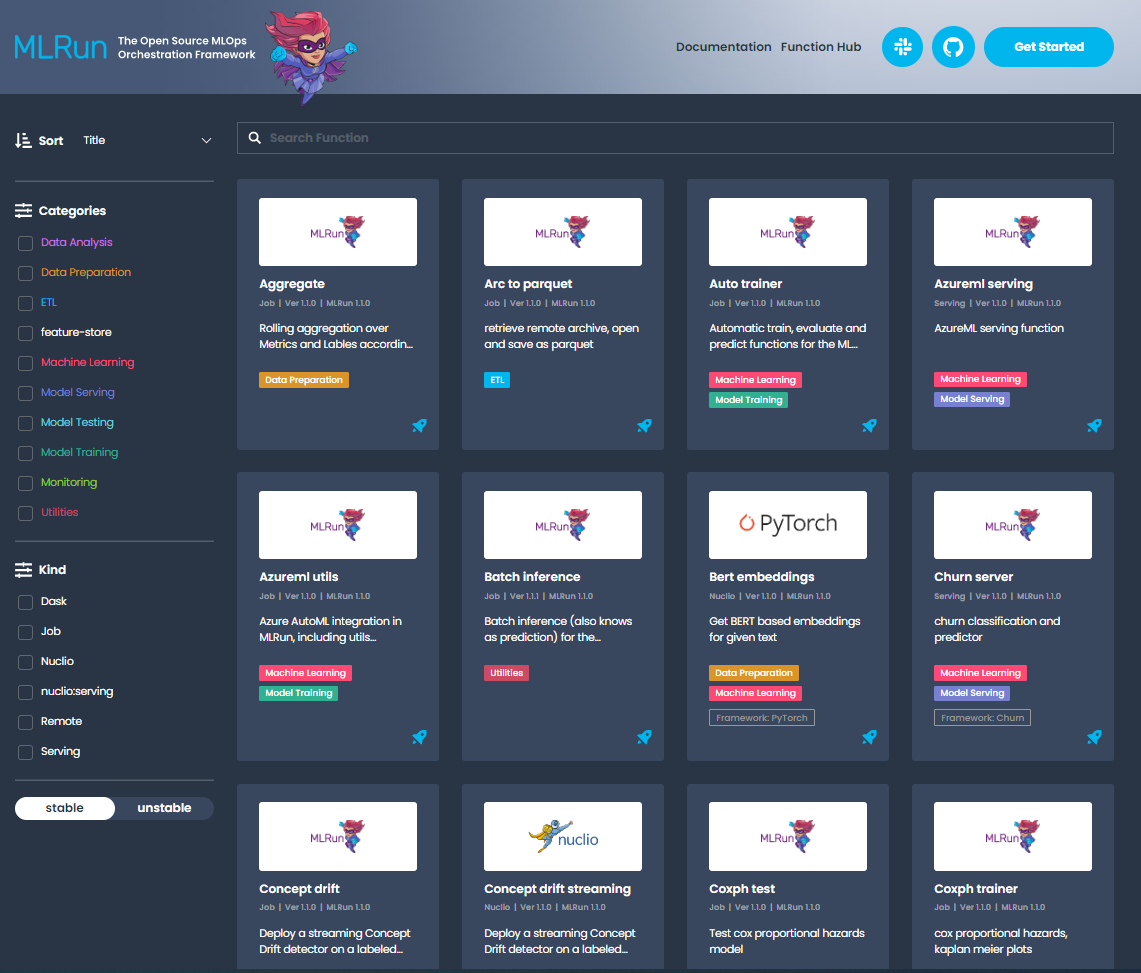 MLRun
The Open Source MLOps
Orchestration Framework
Documentation
Function Hub
Get Started
Sort
Title
Search Function
Categories
Data Analysis
Data Preparation
ETL
feature-store
Machine Learning
Model Serving
Model Testing
Model Training
Monitoring
Utilities
Kind
Dask
Job
Nuclio
nuclio:serving
Remote
Serving
stable
unstable
MLRun
Aggregate
Job | Ver 1.1.0 | MLRun 1.1.0
Rolling aggregation over
Metrics and Lables accordin...
Data Preparation
MLRun
Arc to parquet
Job | Ver 1.1.0 | MLRun 1.1.0
retrieve remote archive, open
and save as parquet
ETL
MLRun
Auto trainer
Job | Ver 1.1.0 | MLRun 1.1.0
Automatic train, evaluate and
predict functions for the ML...
Machine Learning
Model Training
MLRun
Azureml serving
Serving | Ver 1.1.0 | MLRun 1.1.0
AzureML serving function
Machine Learning
Model Serving
MLRun
Azureml utils
Job | Ver 1.1.0 | MLRun 1.1.0
Azure AutoML integration in
MLRun, including utils...
Machine Learning
Model Training
MLRun
Batch inference
Job | Ver 1.1.1 | MLRun 1.1.0
Batch inference (also knows
as prediction) for the...
Utilities
PyTorch
Bert embeddings
Nuclio | Ver 1.1.0 | MLRun 1.1.0
Get BERT based embeddings
for given text
Data Preparation
Machine Learning
Framework: PyTorch
MLRun
Churn server
Serving | Ver 1.1.0 | MLRun 1.1.0
churn classification and
predictor
Machine Learning
Model Serving
Framework: Churn
MLRun
Concept drift
Job | Ver 1.1.0 | MLRun 1.1.0
Deploy a streaming Concept
Drift detector on a labeled...
nuclio
Concept drift streaming
Nuclio | Ver 1.1.0 | MLRun 1.1.0
Deploy a streaming Concept
Drift detector on a labeled...
MLRun
Coxph test
Job | Ver 1.1.0 | MLRun 1.1.0
Test cox proportional hazards
model
MLRun
Coxph trainer
Job | Ver 1.1.0 | MLRun 1.1.0
cox proportional hazards,
kaplan meier plots